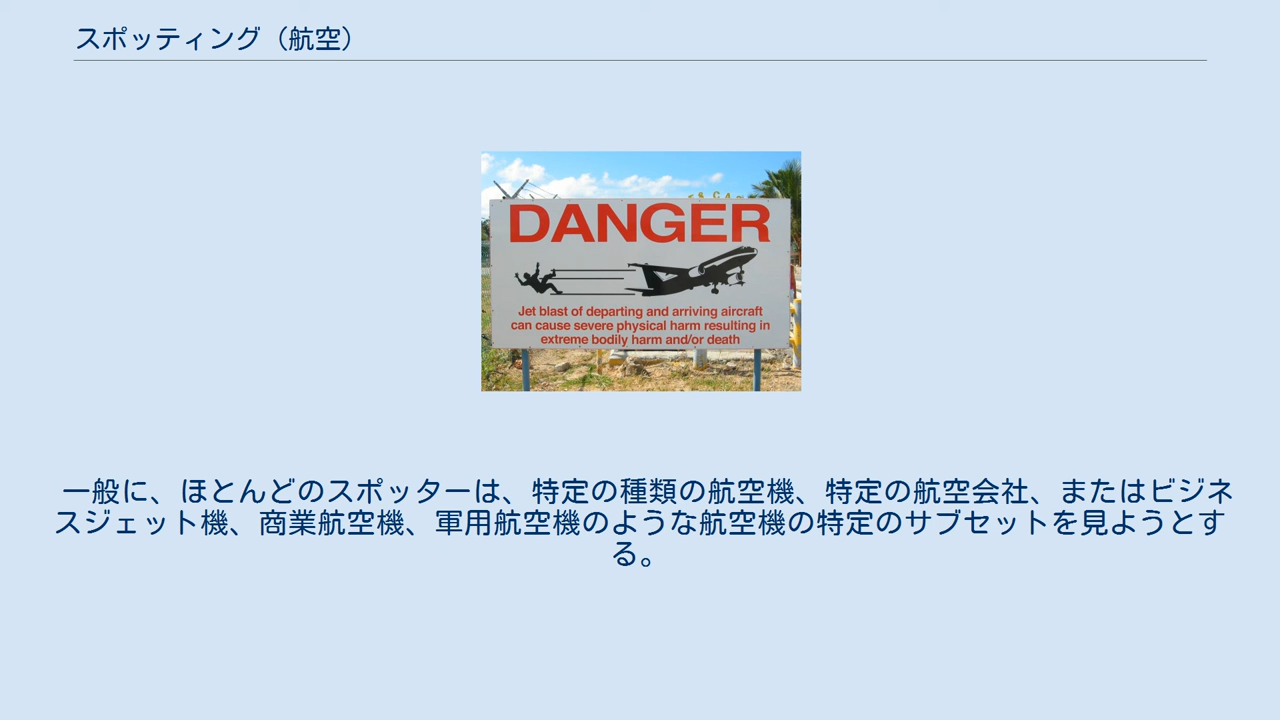 スポッティング（航空）
DANGER
Jet blast of departing and arriving aircraft
can cause severe physical harm resulting in
extreme bodily harm and/or death
一般に、ほとんどのスポッターは、特定の種類の航空機、特定の航空会社、またはビジネ
スジェット機、商業航空機、軍用航空機のような航空機の特定のサブセットを見ようとす
る。